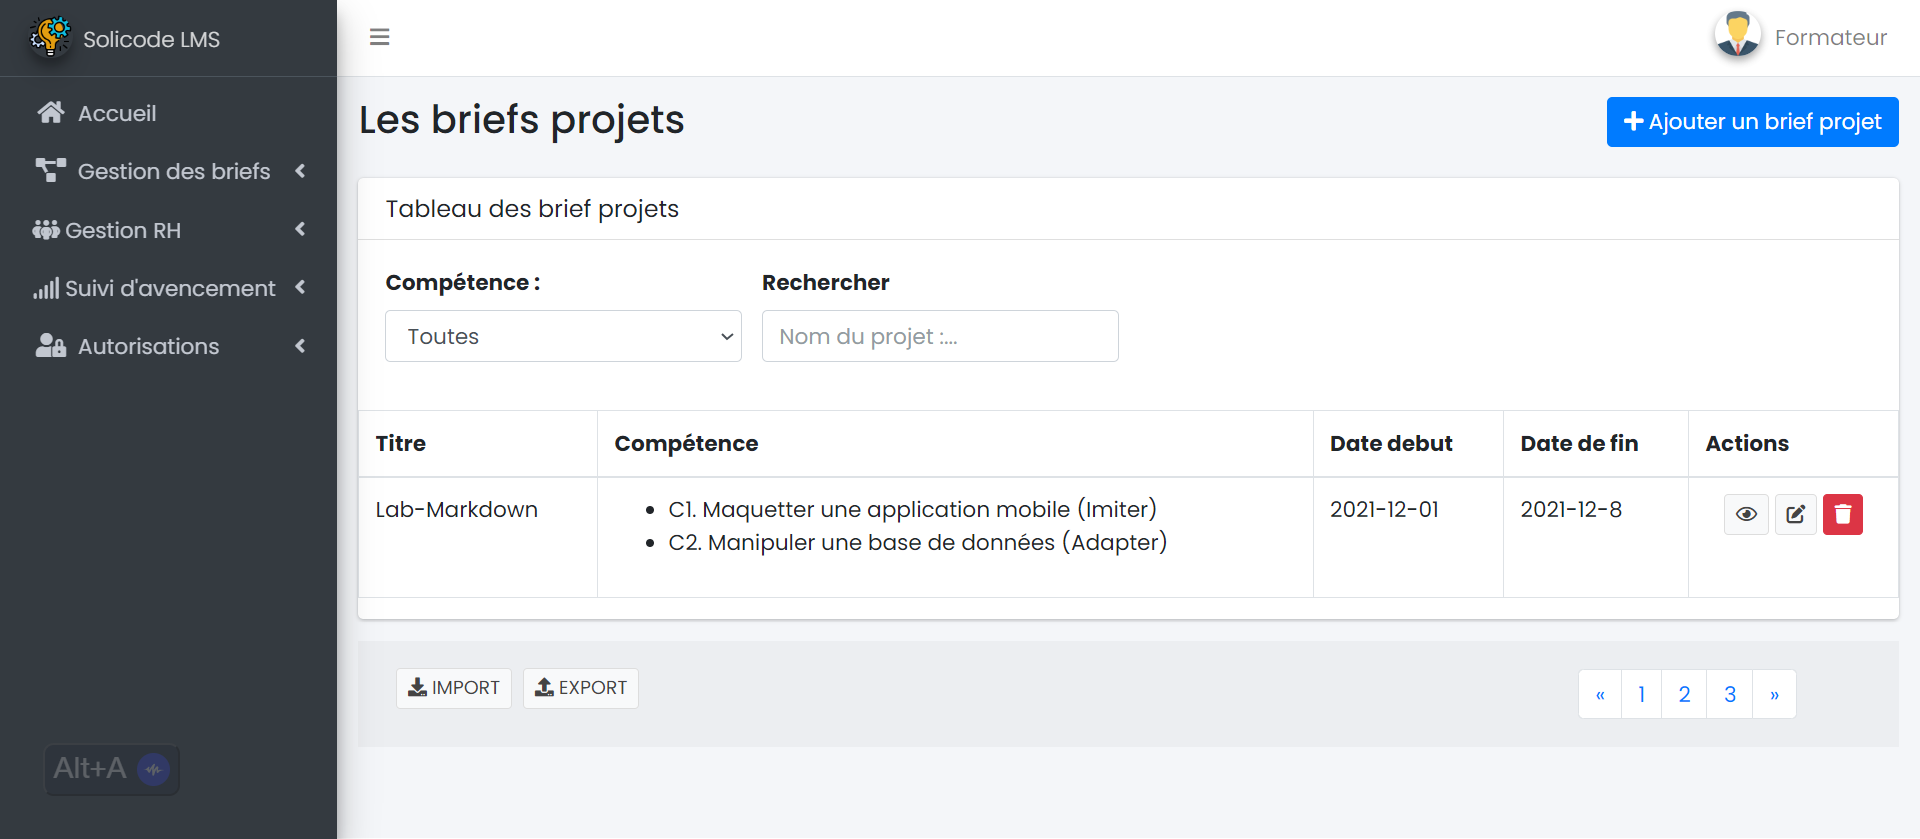 Solicode LMS
Formateur
Accueil
Gestion des briefs
Gestion RH
Suivi d'avencement
Autorisations
Alt+A
Les briefs projets
Ajouter un brief projet
Tableau des brief projets
Compétence :
Rechercher
Toutes
Nom du projet :...
Titre
Compétence
Date debut
Date de fin
Actions
Lab-Markdown
C1. Maquetter une application mobile (Imiter)
C2. Manipuler une base de données (Adapter)
2021-12-01
2021-12-8
IMPORT
EXPORT
« 1 2 3 »